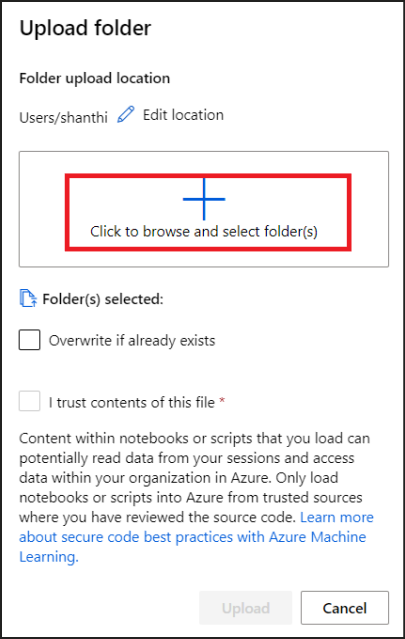 Upload folder
Folder upload location
Users/shanthi Edit location
Click to browse and select folder(s)
Folder(s) selected:
Overwrite if already exists
I trust contents of this file *
Content within notebooks or scripts that you load can
potentially read data from your sessions and access
data within your organization in Azure. Only load
notebooks or scripts into Azure from trusted sources
where you have reviewed the source code. Learn more
about secure code best practices with Azure Machine
Learning.
Upload Cancel